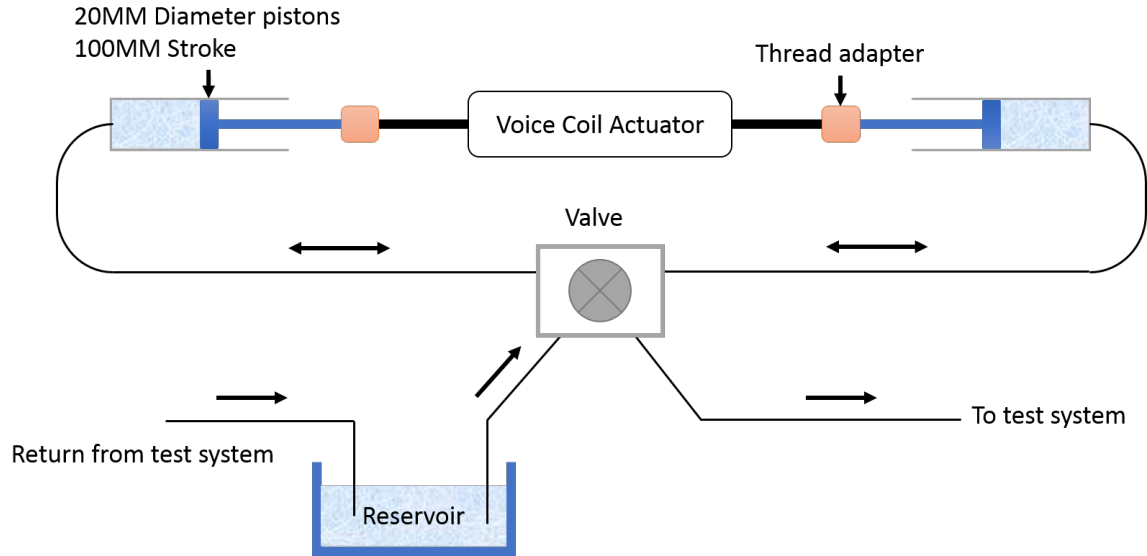 20MM Diameter pistons
100MM Stroke
Thread adapter
Voice Coil Actuator
Valve
To test system
Return from test system
Reservoir